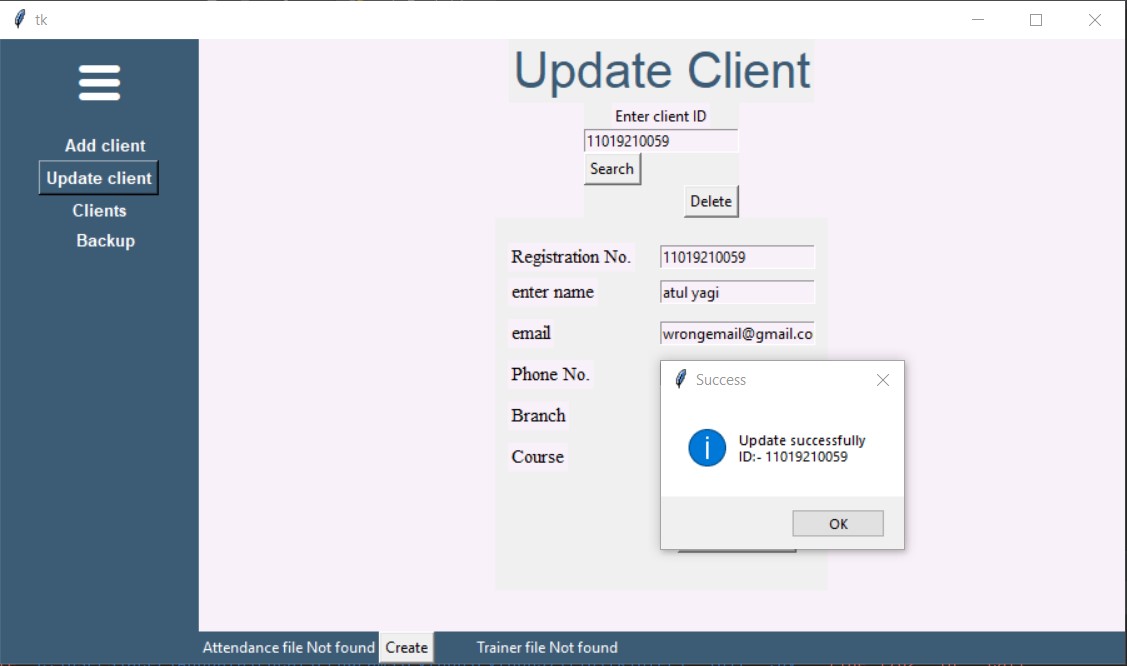 tk
Update Client
Add client
Update client
Clients
Backup
Enter client ID
11019210059
Search
Delete
Registration No.
11019210059
enter name
atul yagi
email
wrongemail@gmail.co
Phone No.
Branch
Course
Success
Update successfully
ID:- 11019210059
OK
Attendance file Not found
Create
Trainer file Not found